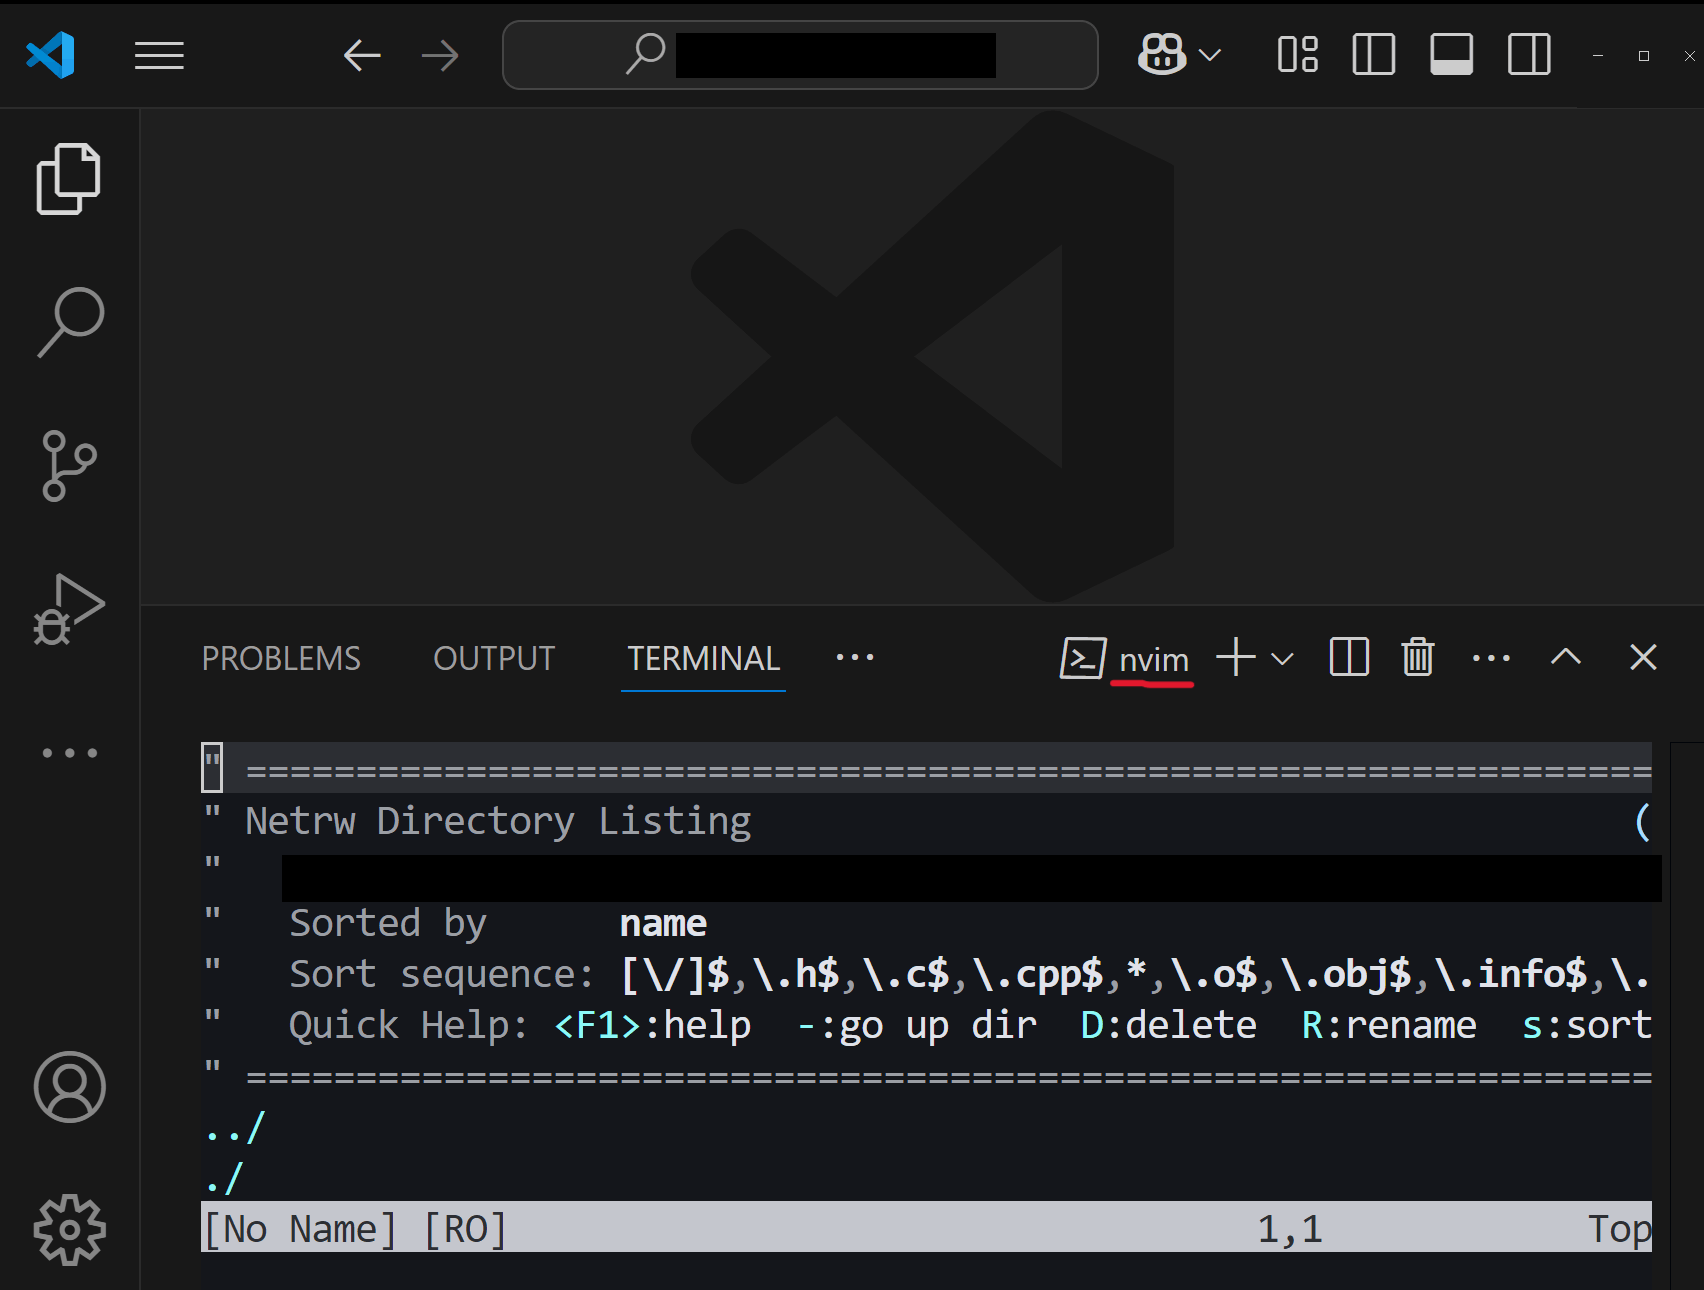 PROBLEMS OUTPUT TERMINAL ··· nvim
" ================================================================
" Netrw Directory Listing (
"
" Sorted by name
" Sort sequence: [\/]$,\.h$,\.c$,\.cpp$,*,\.o$,\.obj$,\.info$,\.
" Quick Help: <F1>:help -:go up dir D:delete R:rename s:sort
" ================================================================
../
./
[No Name] [RO] 1,1 Top